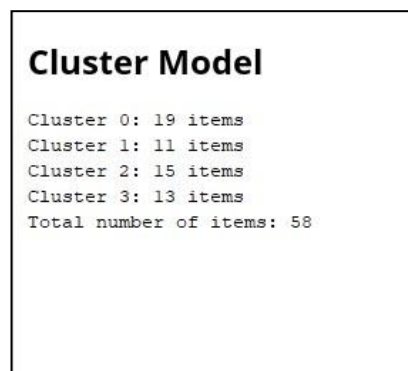 Cluster Model
Cluster 0: 19 items
Cluster 1: 11 items
Cluster 2: 15 items
Cluster 3: 13 items
Total number of items: 58